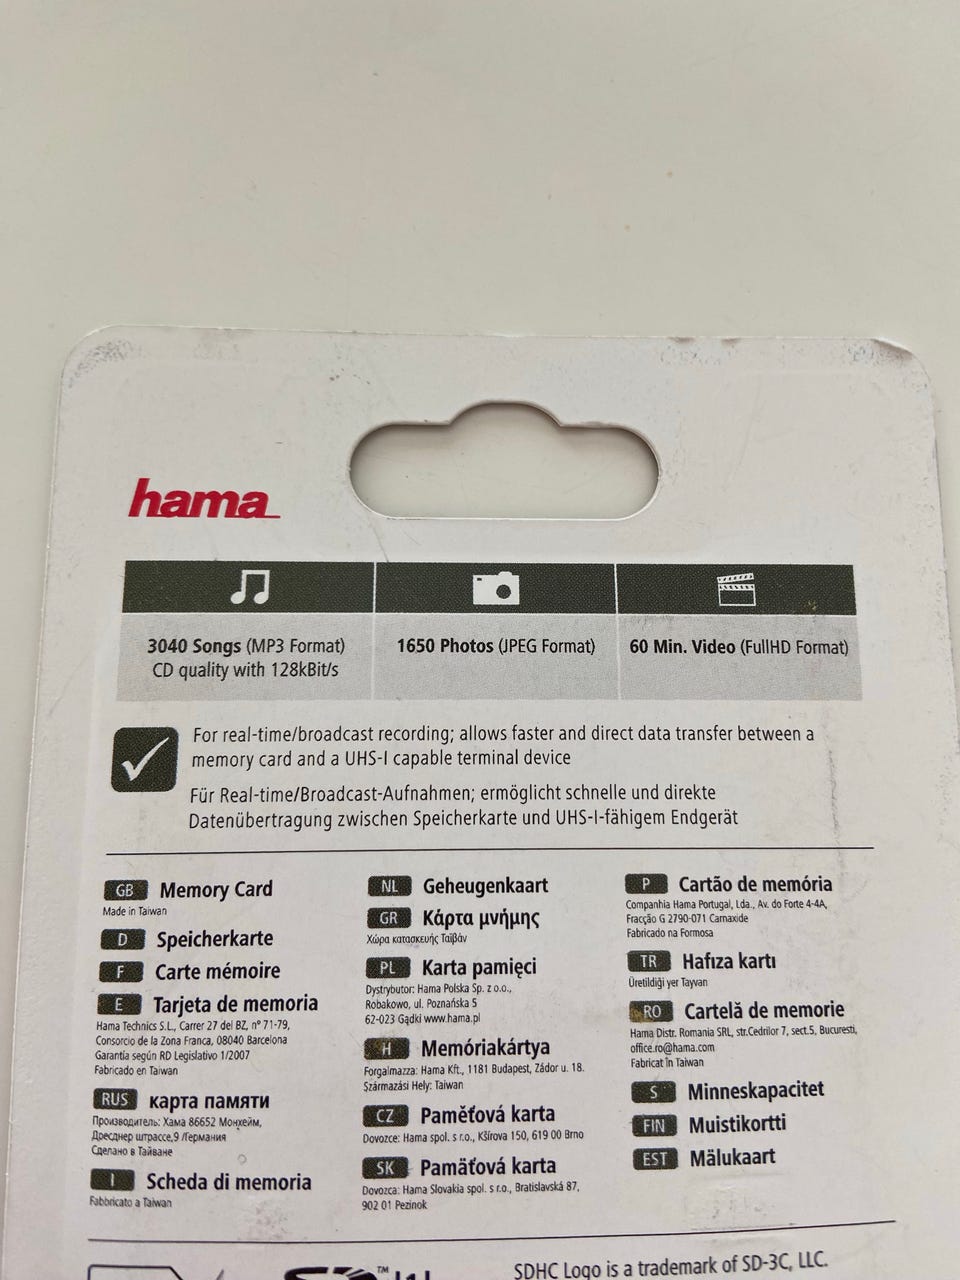 hama
3040 Songs (MP3 Format)
CD quality with 128kBit/s
1650 Photos (JPEG Format)
60 Min. Video (FullHD Format)
For real-time/broadcast recording; allows faster and direct data transfer between a
memory card and a UHS-I capable terminal device
Für Real-time/Broadcast-Aufnahmen; ermöglicht schnelle und direkte
Datenübertragung zwischen Speicherkarte und UHS-I-fähigem Endgerät
GB Memory Card
Made in Taiwan
D Speicherkarte
F Carte mémoire
E Tarjeta de memoria
Hama Technics S.L., Carrer 27 del BZ, nº 71-79,
Consorcio de la Zona Franca, 08040 Barcelona
Garantía según RD Legislativo 1/2007
Fabricado en Taiwan
RUS карта памяти
Производитель: Хама 86652 Монхейм,
Дреснер штрассе,9 /Германия
Сделано в Тайване
I Scheda di memoria
Fabbricato a Taiwan
NL Geheugenkaart
GR Κάρτα μνήμης
Χώρα κατασκευής Ταϊβάν
PL Karta pamięci
Dystrybutor: Hama Polska Sp. z o.o.,
Robakowo, ul. Poznańska 5
62-023 Gądki www.hama.pl
H Memóriakártya
Forgalmazza: Hama Kft., 1181 Budapest, Zádor u. 18.
Származási Hely: Taiwan
CZ Paměťová karta
Dovozce: Hama spol. s r.o., Kšírova 150, 619 00 Brno
SK Pamäťová karta
Dovozca: Hama Slovakia spol. s r.o., Bratislavská 87,
902 01 Pezinok
P Cartão de memória
Companhia Hama Portugal, Lda., Av. do Forte 4-4A,
Fracção G 2790-071 Carnaxide
Fabricado na Formosa
TR Hafıza kartı
Üretildiği yer Tayvan
RO Cartelă de memorie
Hama Distr. Romania SRL, str.Cedrilor 7, sect.5, Bucuresti,
office.ro@hama.com
Fabricat în Taiwan
S Minneskapacitet
FIN Muistikortti
EST Mälukaart
TM
SDHC Logo is a trademark of SD-3C, LLC.